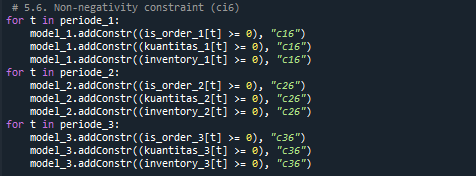 # 5.6. Non-negativity constraint (ci6)
for t in periode_1:
    model_1.addConstr((is_order_1[t] >= 0), "c16")
    model_1.addConstr((kuantitas_1[t] >= 0), "c16")
    model_1.addConstr((inventory_1[t] >= 0), "c16")
for t in periode_2:
    model_2.addConstr((is_order_2[t] >= 0), "c26")
    model_2.addConstr((kuantitas_2[t] >= 0), "c26")
    model_2.addConstr((inventory_2[t] >= 0), "c26")
for t in periode_3:
    model_3.addConstr((is_order_3[t] >= 0), "c36")
    model_3.addConstr((kuantitas_3[t] >= 0), "c36")
    model_3.addConstr((inventory_3[t] >= 0), "c36")